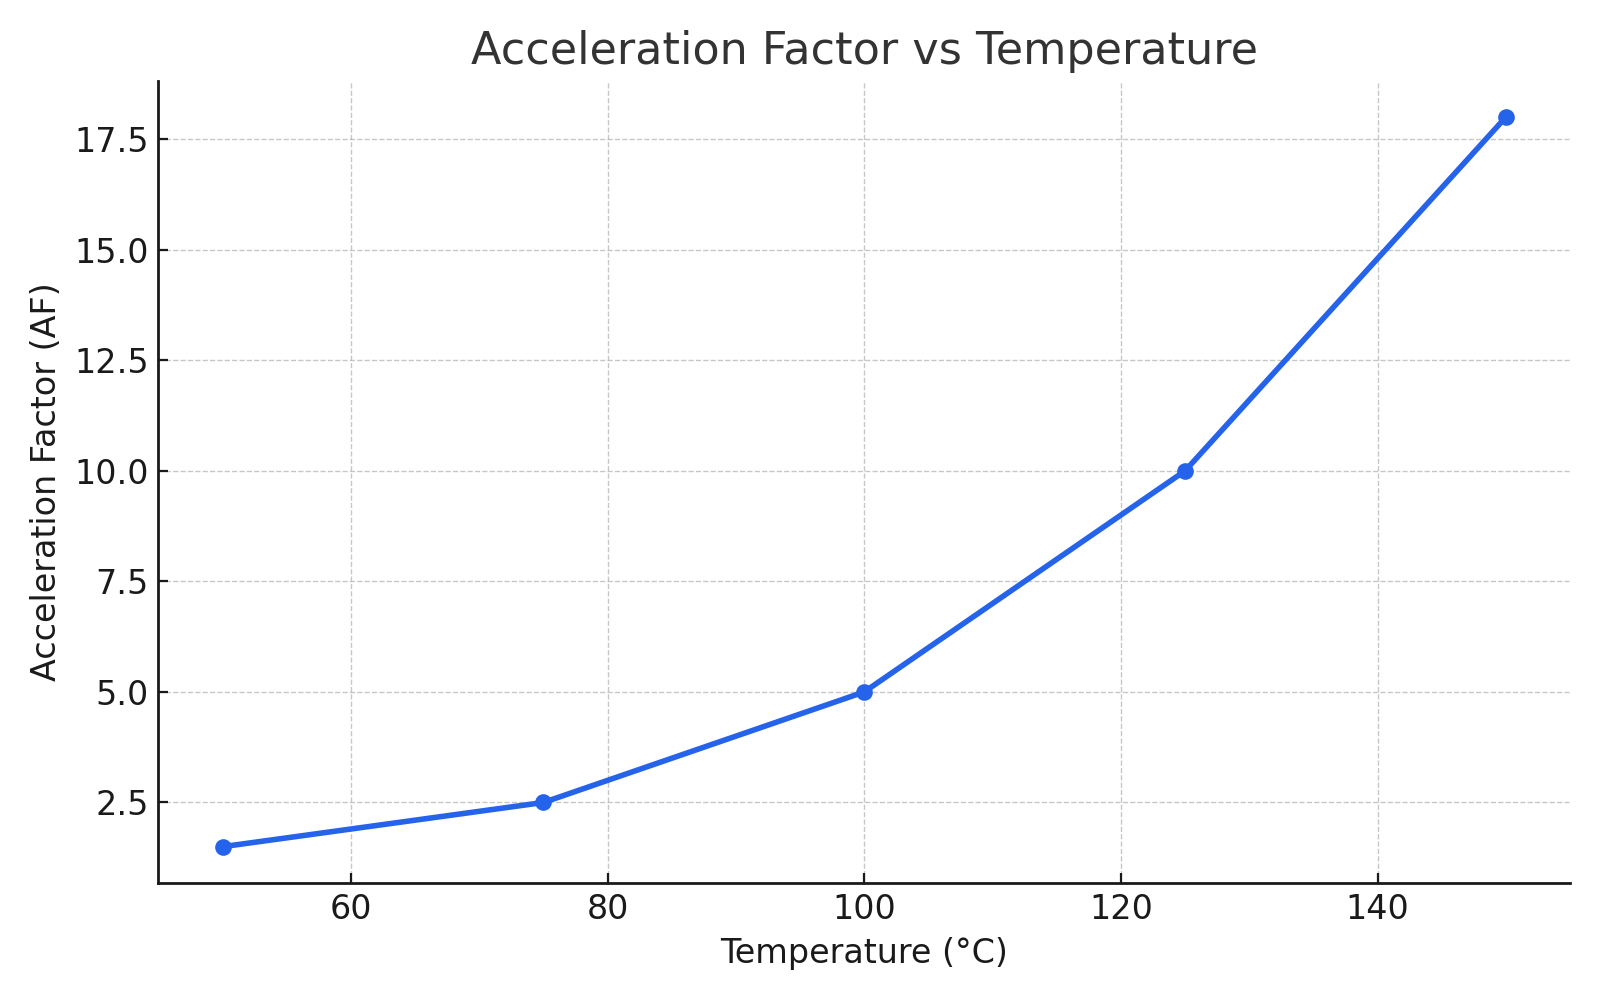 Acceleration Factor vs Temperature
Acceleration Factor (AF)
17.5
15.0
12.5
10.0
7.5
5.0
2.5
60 80 100 120 140
Temperature (°C)